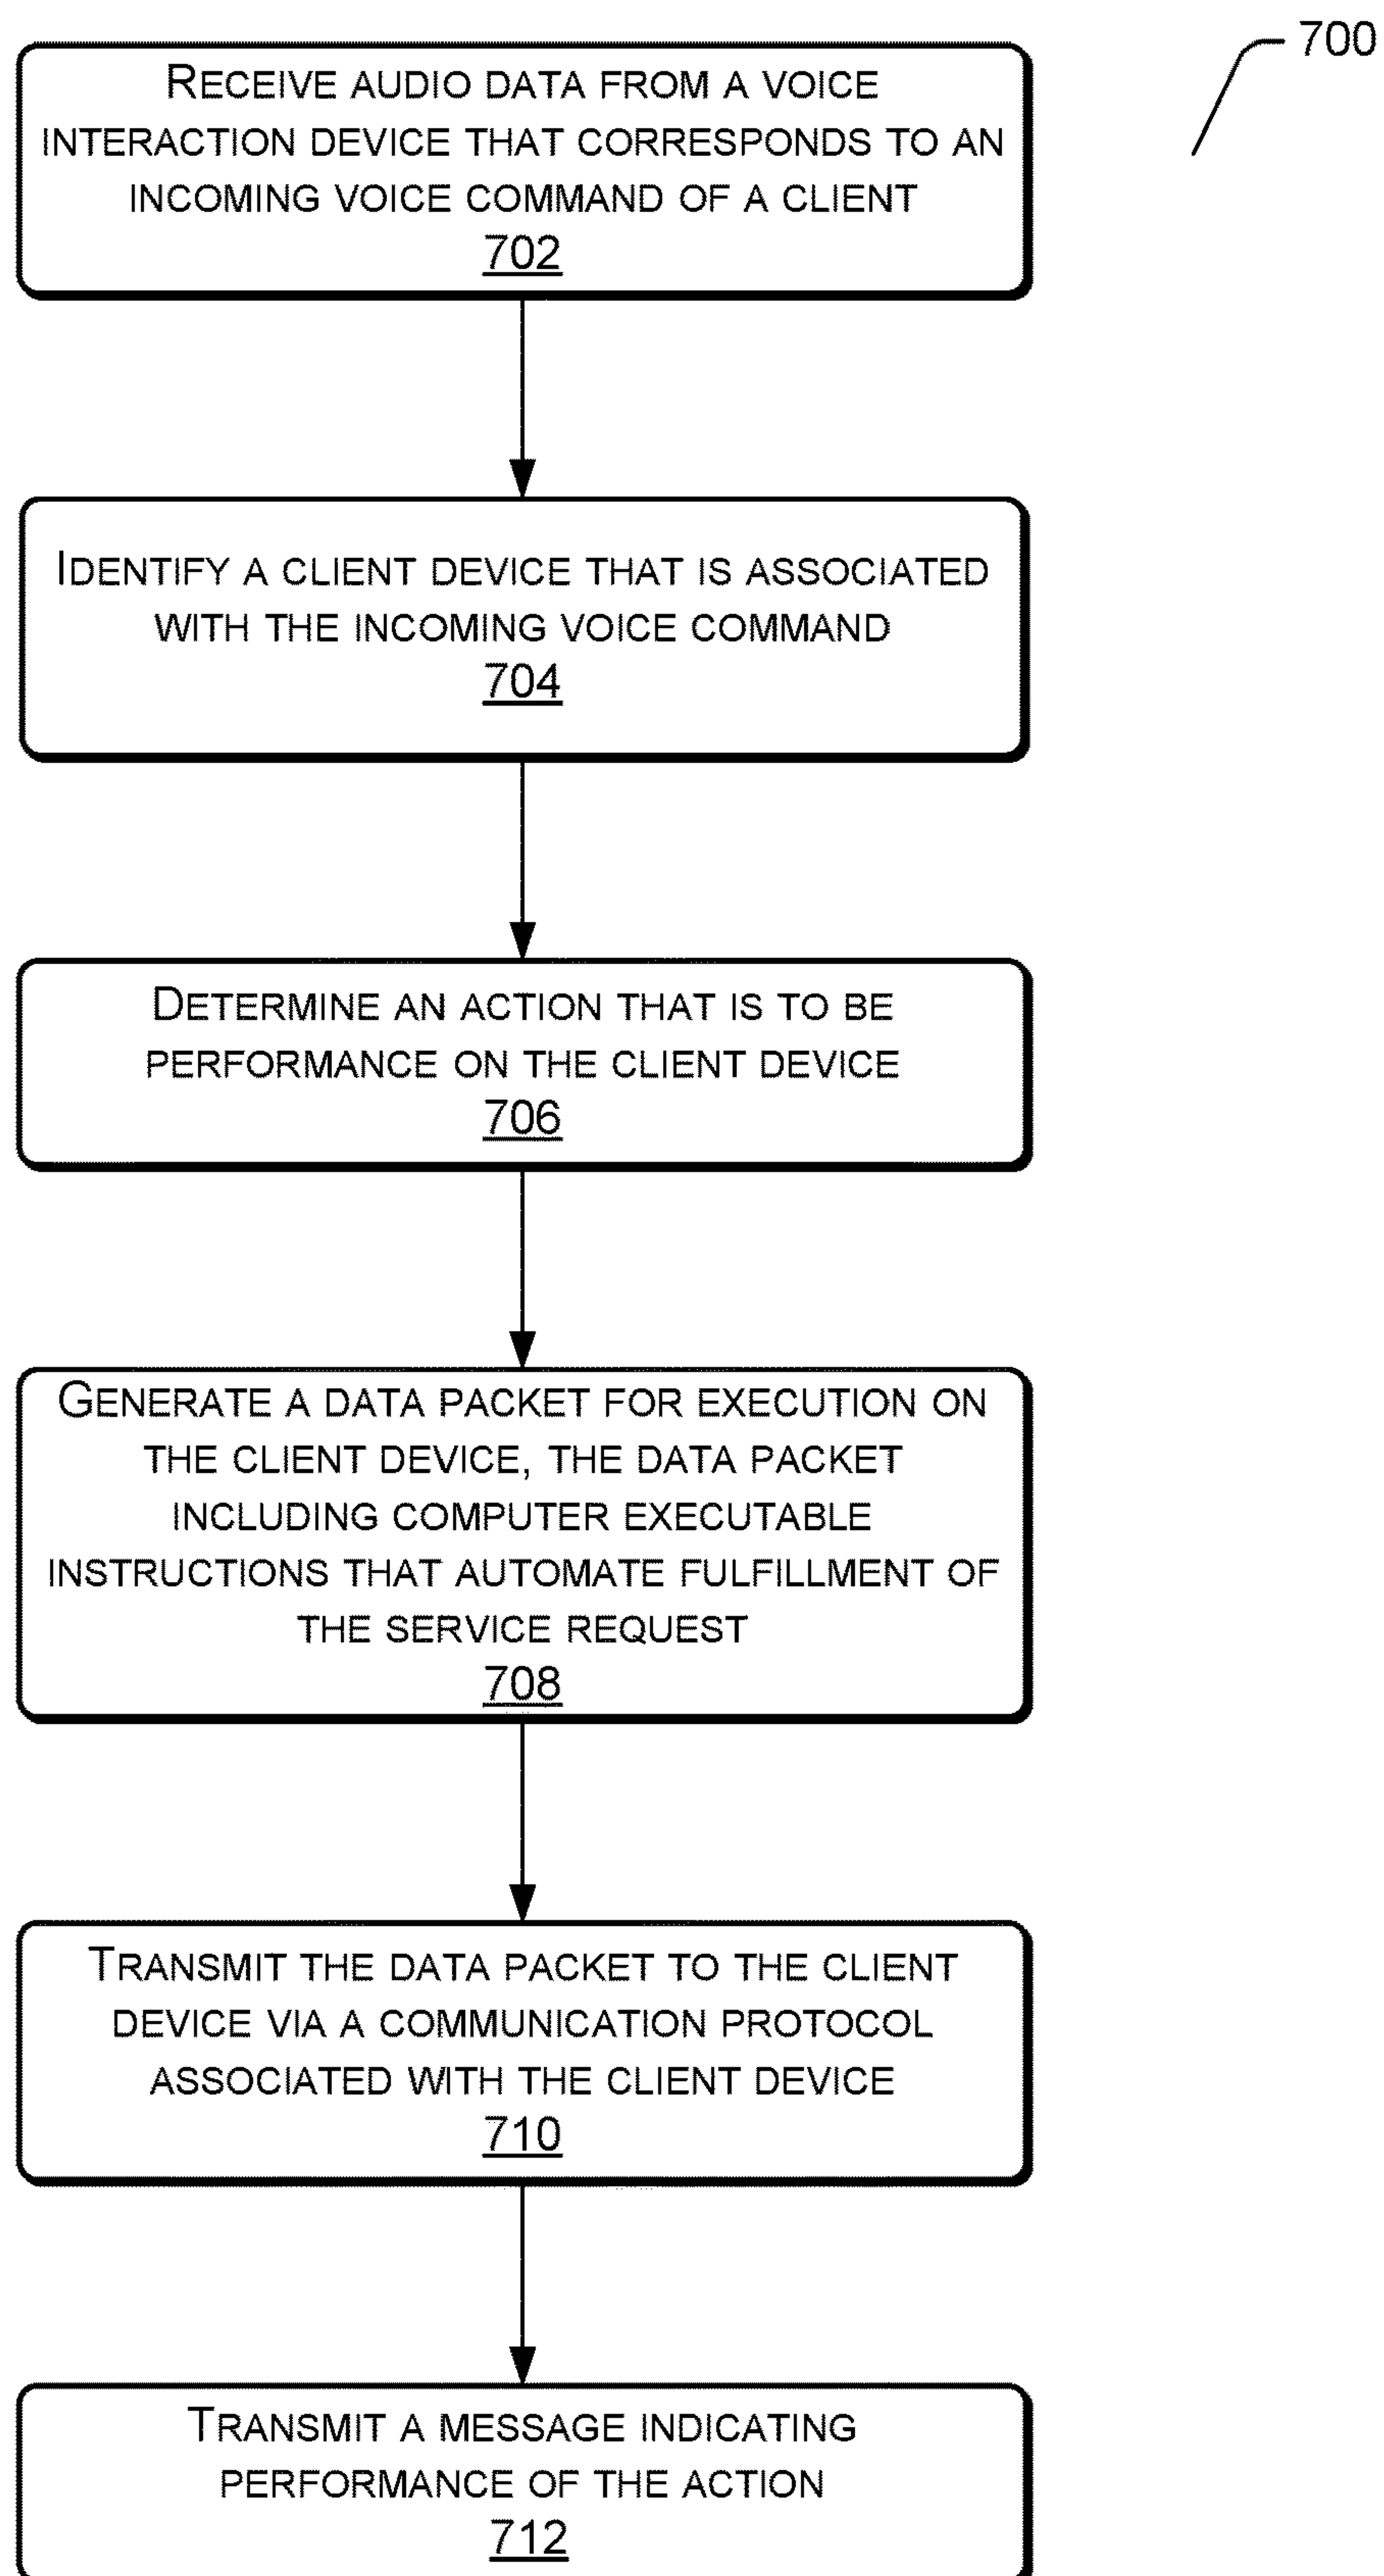 700
RECEIVE AUDIO DATA FROM A VOICE
INTERACTION DEVICE THAT CORRESPONDS TO AN
INCOMING VOICE COMMAND OF A CLIENT
702
IDENTIFY A CLIENT DEVICE THAT IS ASSOCIATED
WITH THE INCOMING VOICE COMMAND
704
DETERMINE AN ACTION THAT IS TO BE
PERFORMANCE ON THE CLIENT DEVICE
706
GENERATE A DATA PACKET FOR EXECUTION ON
THE CLIENT DEVICE, THE DATA PACKET
INCLUDING COMPUTER EXECUTABLE
INSTRUCTIONS THAT AUTOMATE FULFILLMENT OF
THE SERVICE REQUEST
708
TRANSMIT THE DATA PACKET TO THE CLIENT
DEVICE VIA A COMMUNICATION PROTOCOL
ASSOCIATED WITH THE CLIENT DEVICE
710
TRANSMIT A MESSAGE INDICATING
PERFORMANCE OF THE ACTION
712